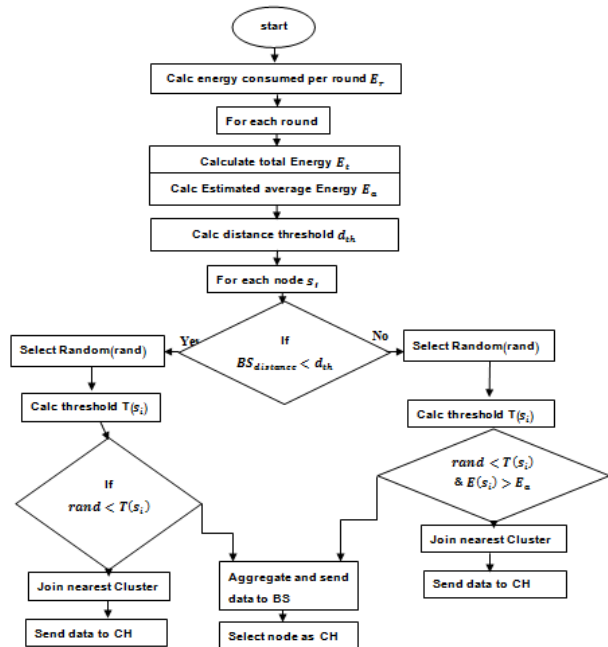 start
Calc energy consumed per round E_r
For each round
Calculate total Energy E_t
Calc Estimated average Energy E_a
Calc distance threshold d_th
For each node s_i
Yes
If
BS_distance < d_th
No
Select Random(rand)
Select Random(rand)
Calc threshold T(s_i)
Calc threshold T(s_i)
If
rand < T(s_i)
rand < T(s_i)
& E(s_i) > E_a
Join nearest Cluster
Send data to CH
Aggregate and send
data to BS
Select node as CH
Join nearest Cluster
Send data to CH